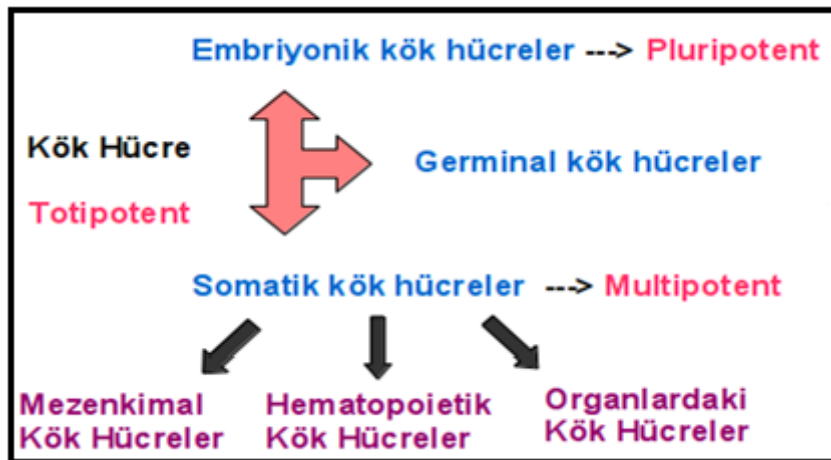 Embriyonik kök hücreler ---> Pluripotent
Kök Hücre
Germinal kök hücreler
Totipotent
Somatik kök hücreler ---> Multipotent
Mezenkimal
Kök Hücreler
Hematopoietik
Kök Hücreler
Organlardaki
Kök Hücreler